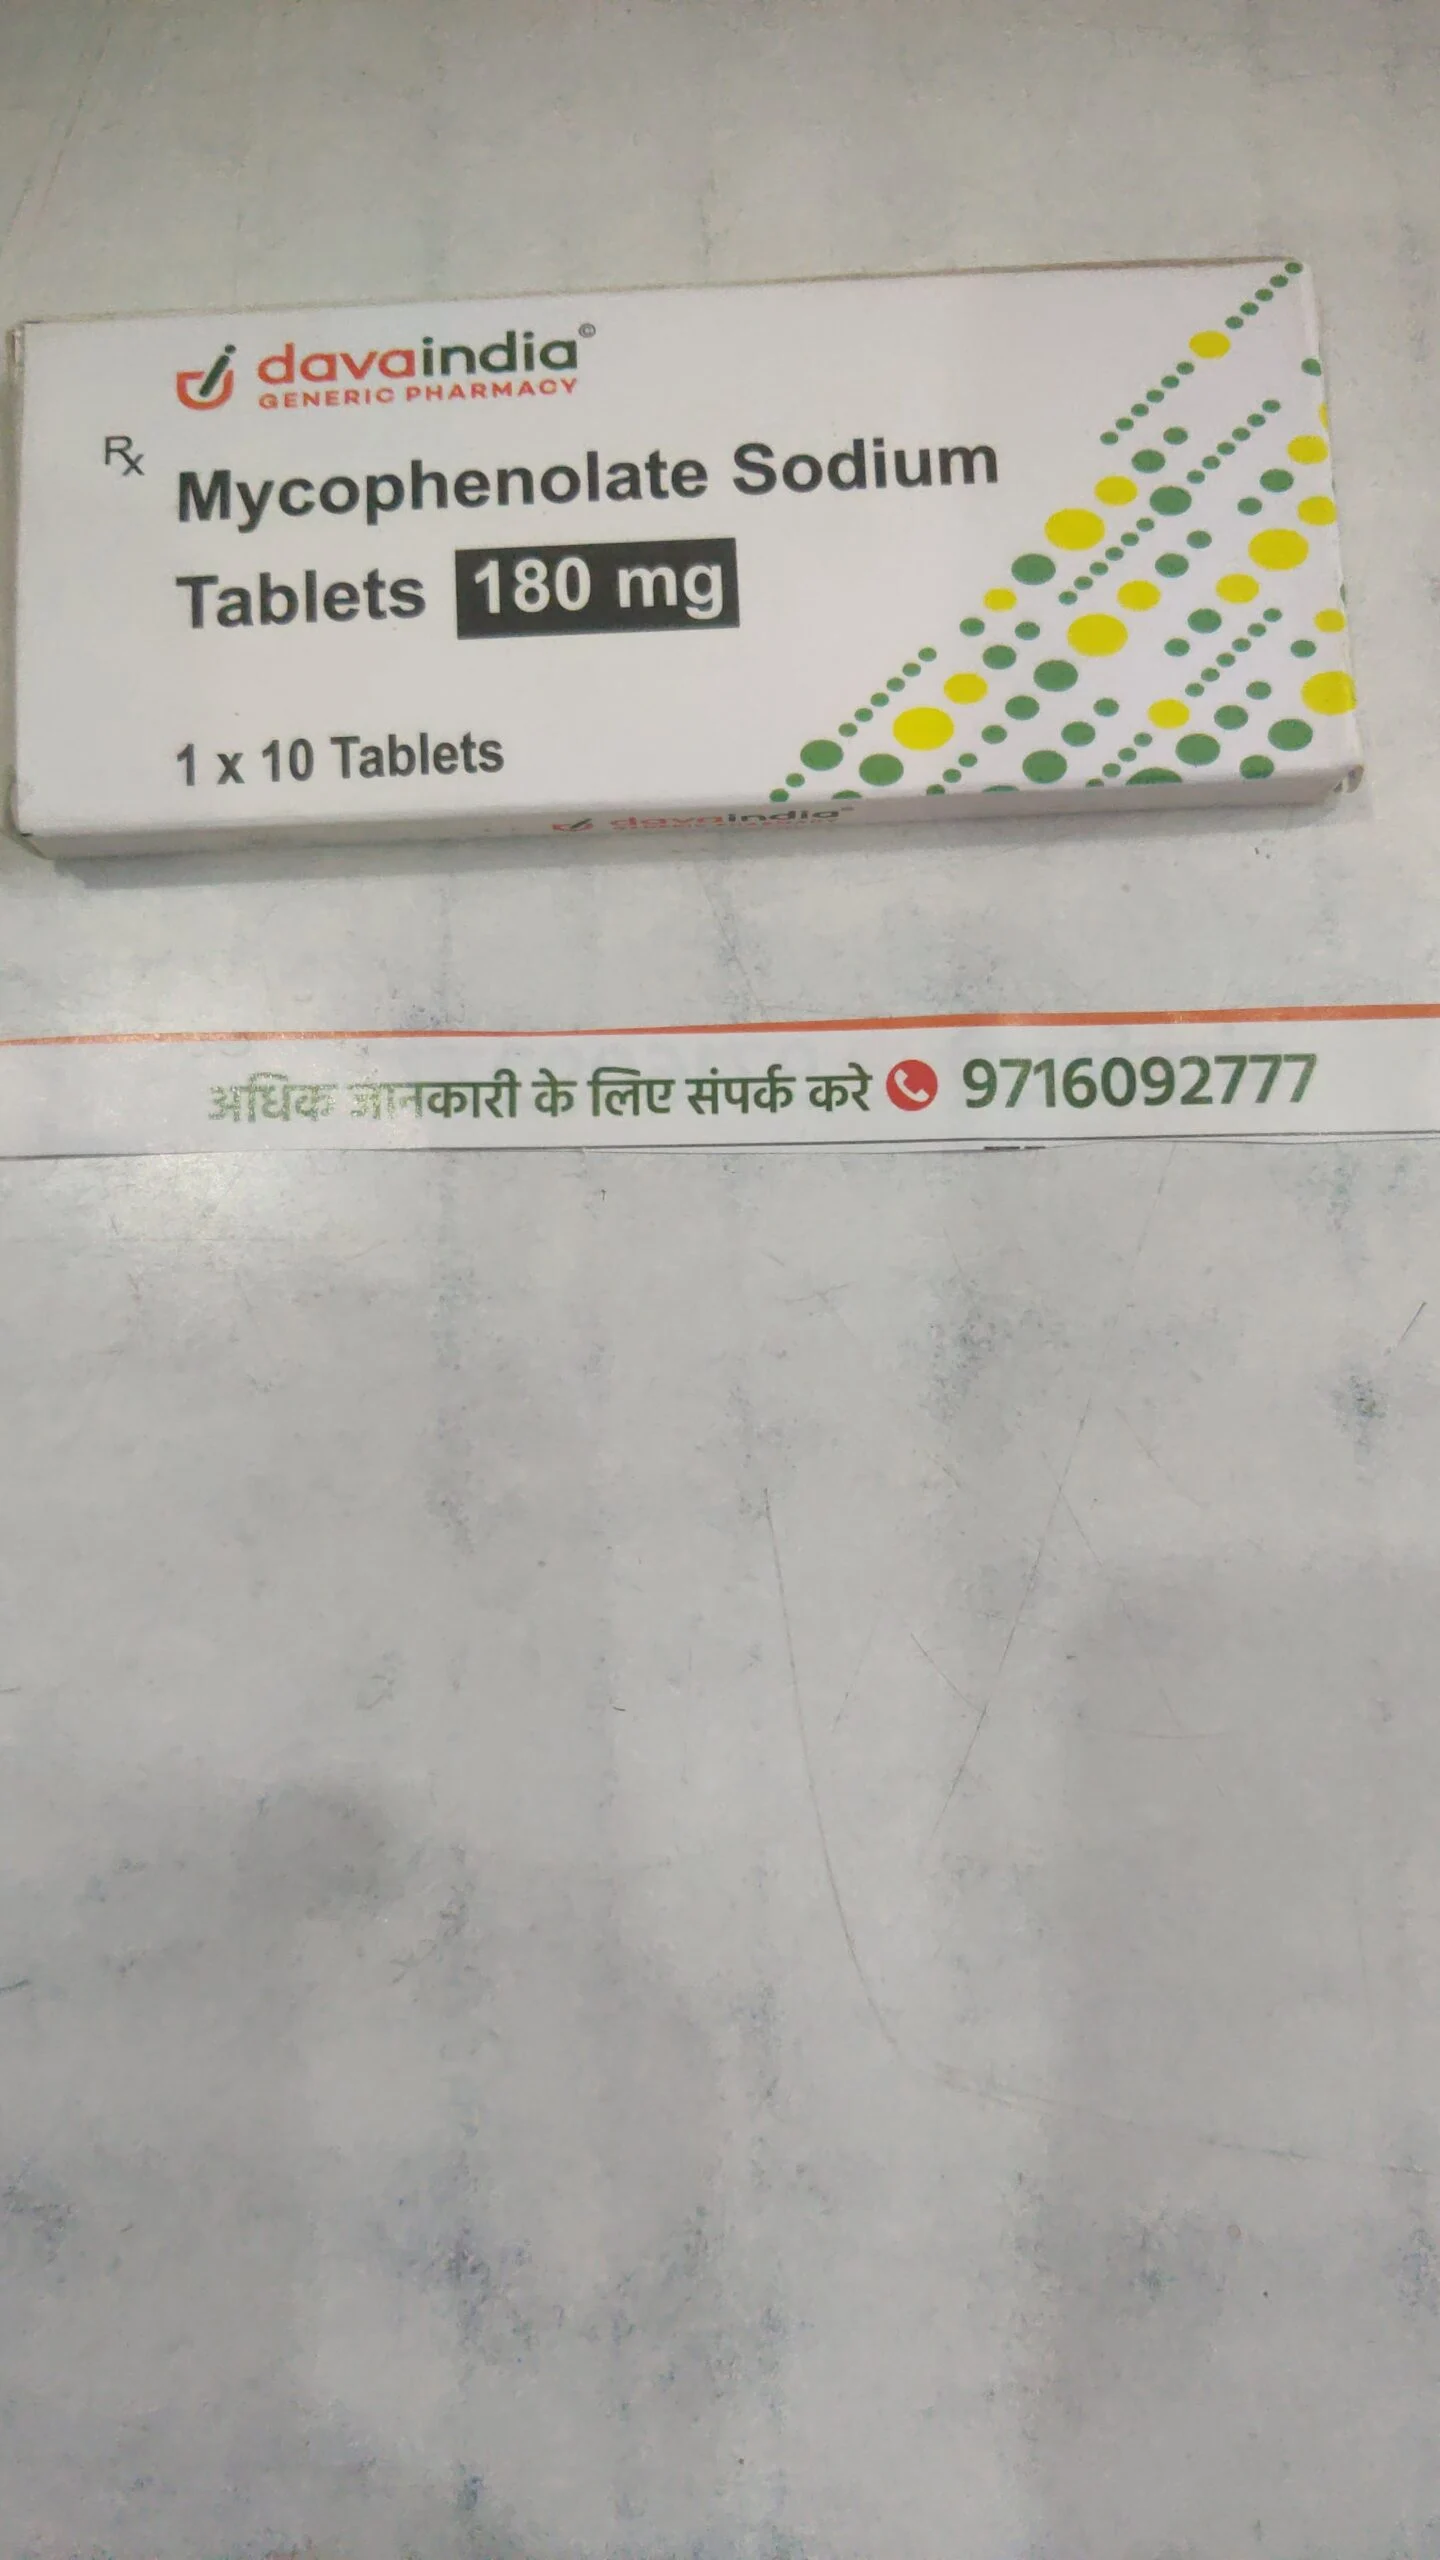 davaindia©
GENERIC PHARMACY
Rx
Mycophenolate Sodium
Tablets 180 mg
1 x 10 Tablets
davaindia
अधिक जानकारी के लिए संपर्क करे 9716092777